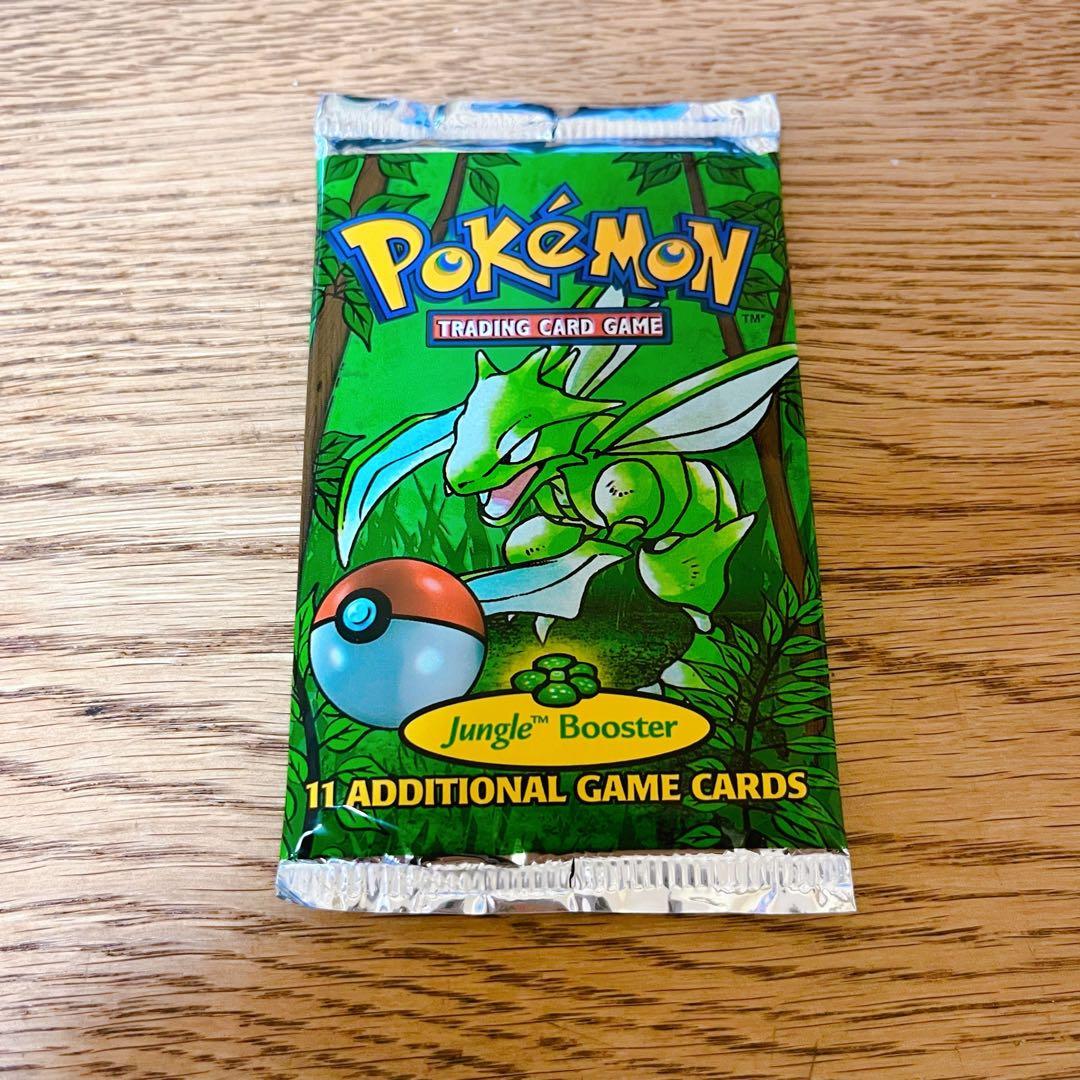 POKéMON
TM
TRADING CARD GAME
Jungle™ Booster
11 ADDITIONAL GAME CARDS